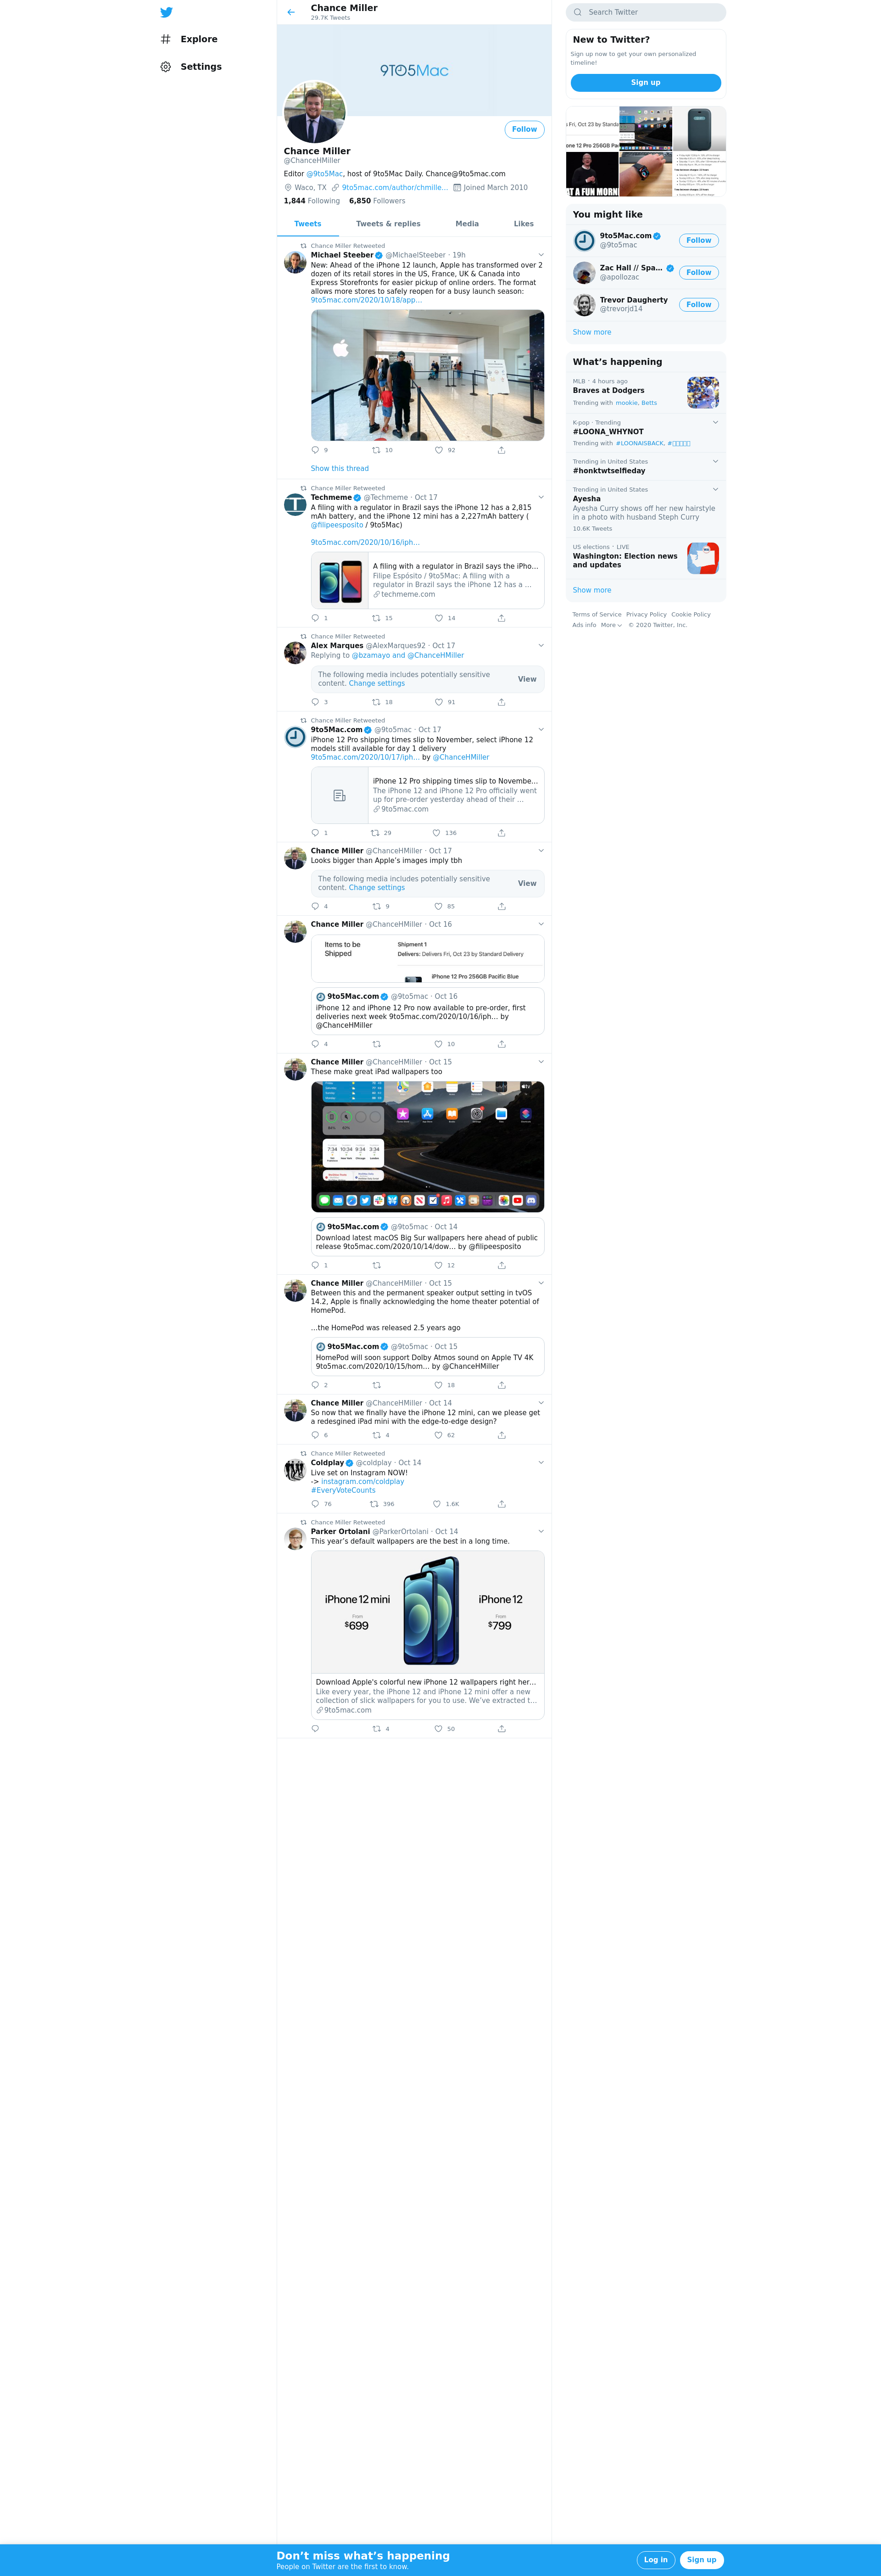 Explore
Settings
Chance Miller
29.7K Tweets
9TO5Mac
Follow
Chance Miller
@ChanceHMiller
Editor @9to5Mac, host of 9to5Mac Daily. Chance@9to5mac.com
Waco, TX 9to5mac.com/author/chmille… Joined March 2010
1,844 Following 6,850 Followers
Tweets Tweets & replies Media Likes
Chance Miller Retweeted
Michael Steeber @MichaelSteeber · 19h
New: Ahead of the iPhone 12 launch, Apple has transformed over 2
dozen of its retail stores in the US, France, UK & Canada into
Express Storefronts for easier pickup of online orders. The format
allows more stores to safely reopen for a busy launch season:
9to5mac.com/2020/10/18/app…
9 10 92
Show this thread
Chance Miller Retweeted
Techmeme @Techmeme · Oct 17
A filing with a regulator in Brazil says the iPhone 12 has a 2,815
mAh battery, and the iPhone 12 mini has a 2,227mAh battery (
@filipeesposito / 9to5Mac)
9to5mac.com/2020/10/16/iph…
A filing with a regulator in Brazil says the iPho…
Filipe Espósito / 9to5Mac: A filing with a
regulator in Brazil says the iPhone 12 has a …
techmeme.com
1 15 14
Chance Miller Retweeted
Alex Marques @AlexMarques92 · Oct 17
Replying to @bzamayo and @ChanceHMiller
The following media includes potentially sensitive
content. Change settings
View
3 18 91
Chance Miller Retweeted
9to5Mac.com @9to5mac · Oct 17
iPhone 12 Pro shipping times slip to November, select iPhone 12
models still available for day 1 delivery
9to5mac.com/2020/10/17/iph… by @ChanceHMiller
iPhone 12 Pro shipping times slip to Novembe…
The iPhone 12 and iPhone 12 Pro officially went
up for pre-order yesterday ahead of their …
9to5mac.com
1 29 136
Chance Miller @ChanceHMiller · Oct 17
Looks bigger than Apple's images imply tbh
The following media includes potentially sensitive
content. Change settings
View
4 9 85
Chance Miller @ChanceHMiller · Oct 16
Items to be
Shipped
Shipment 1
Delivers: Delivers Fri, Oct 23 by Standard Delivery
iPhone 12 Pro 256GB Pacific Blue
9to5Mac.com @9to5mac · Oct 16
iPhone 12 and iPhone 12 Pro now available to pre-order, first
deliveries next week 9to5mac.com/2020/10/16/iph… by
@ChanceHMiller
4 10
Chance Miller @ChanceHMiller · Oct 15
These make great iPad wallpapers too
7:34 10:34 9:34 3:34
9to5Mac.com @9to5mac · Oct 14
Download latest macOS Big Sur wallpapers here ahead of public
release 9to5mac.com/2020/10/14/dow… by @filipeesposito
1 12
Chance Miller @ChanceHMiller · Oct 15
Between this and the permanent speaker output setting in tvOS
14.2, Apple is finally acknowledging the home theater potential of
HomePod.
…the HomePod was released 2.5 years ago
9to5Mac.com @9to5mac · Oct 15
HomePod will soon support Dolby Atmos sound on Apple TV 4K
9to5mac.com/2020/10/15/hom… by @ChanceHMiller
2 18
Chance Miller @ChanceHMiller · Oct 14
So now that we finally have the iPhone 12 mini, can we please get
a redesgined iPad mini with the edge-to-edge design?
6 4 62
Chance Miller Retweeted
Coldplay @coldplay · Oct 14
Live set on Instagram NOW!
-> instagram.com/coldplay
#EveryVoteCounts
76 396 1.6K
Chance Miller Retweeted
Parker Ortolani @ParkerOrtolani · Oct 14
This year's default wallpapers are the best in a long time.
iPhone 12 mini
From
$699
iPhone 12
From
$799
Download Apple's colorful new iPhone 12 wallpapers right her…
Like every year, the iPhone 12 and iPhone 12 mini offer a new
collection of slick wallpapers for you to use. We've extracted t…
9to5mac.com
4 50
Search Twitter
New to Twitter?
Sign up now to get your own personalized
timeline!
Sign up
Fri, Oct 23 by Standa
one 12 Pro 256GB Pa
T A FUN MORN
You might like
9to5Mac.com
@9to5mac
Follow
Zac Hall // Spa…
@apollozac
Follow
Trevor Daugherty
@trevorjd14
Follow
Show more
What's happening
MLB · 4 hours ago
Braves at Dodgers
Trending with mookie, Betts
K-pop · Trending
#LOONA_WHYNOT
Trending with #LOONAISBACK, #
Trending in United States
#honktwtselfieday
Trending in United States
Ayesha
Ayesha Curry shows off her new hairstyle
in a photo with husband Steph Curry
10.6K Tweets
US elections · LIVE
Washington: Election news
and updates
Show more
Terms of Service Privacy Policy Cookie Policy
Ads info More © 2020 Twitter, Inc.
Don't miss what's happening
People on Twitter are the first to know.
Log in
Sign up